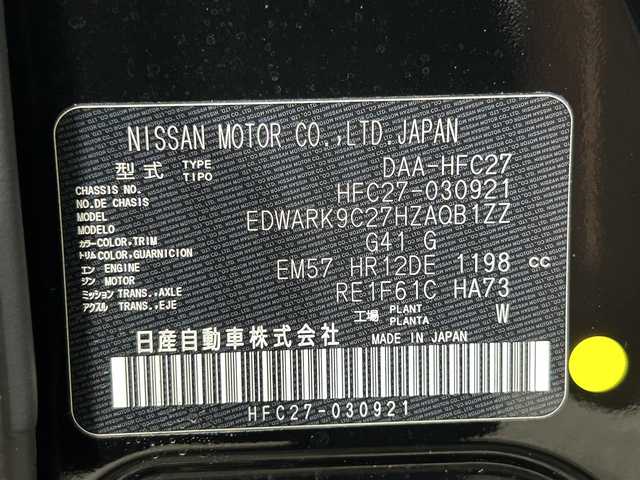 NISSAN MOTOR CO.,LTD.JAPAN
型式 TYPE TIPO DAA-HFC27
CHASSIS NO. NO.DE CHASIS HFC27-030921
MODEL MODELO EDWARK9C27HZAQB1ZZ
カラー COLOR,TRIM トリム COLOR,GUARNICION G41 G
エンジン ENGINE MOTOR EM57 HR12DE 1198 CC
ミッション TRANS.,AXLE アクスル TRANS.,EJE RE1F61C HA73
工場 PLANT PLANTA W
日産自動車株式会社 MADE IN JAPAN
HFC27-030921